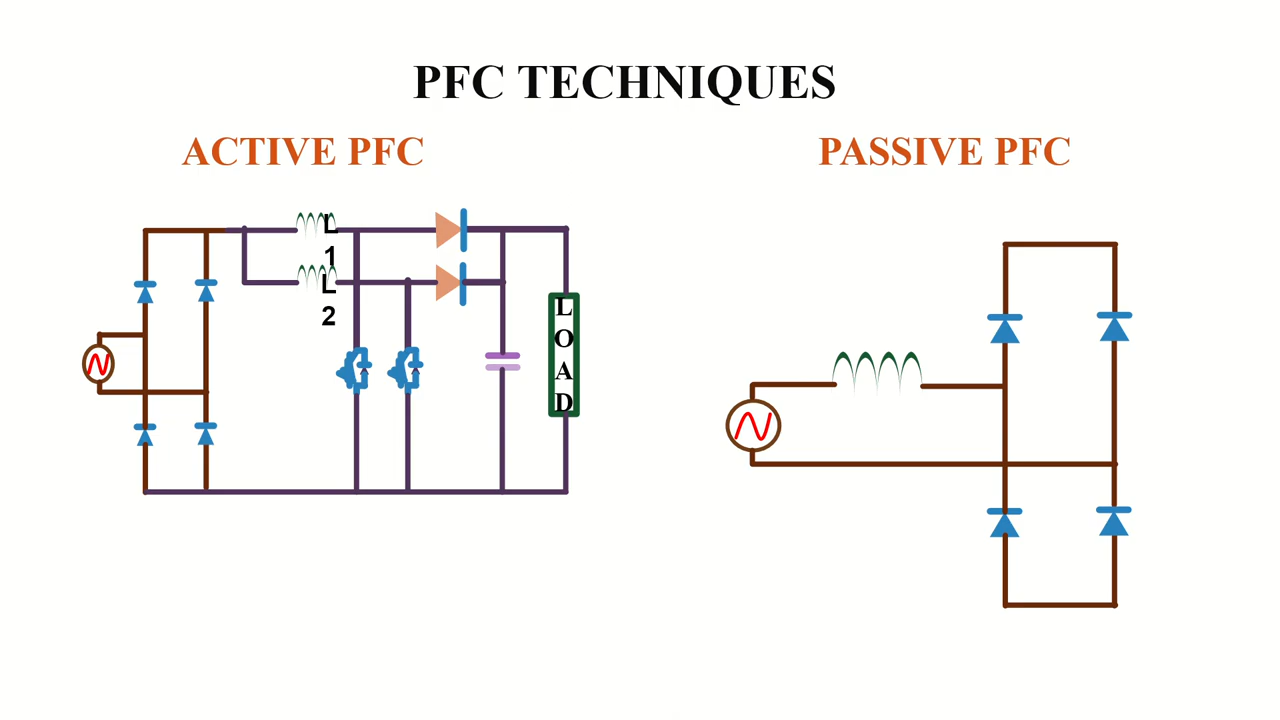 PFC TECHNIQUES
ACTIVE PFC
PASSIVE PFC
L
1
L
2
L
O
A
D